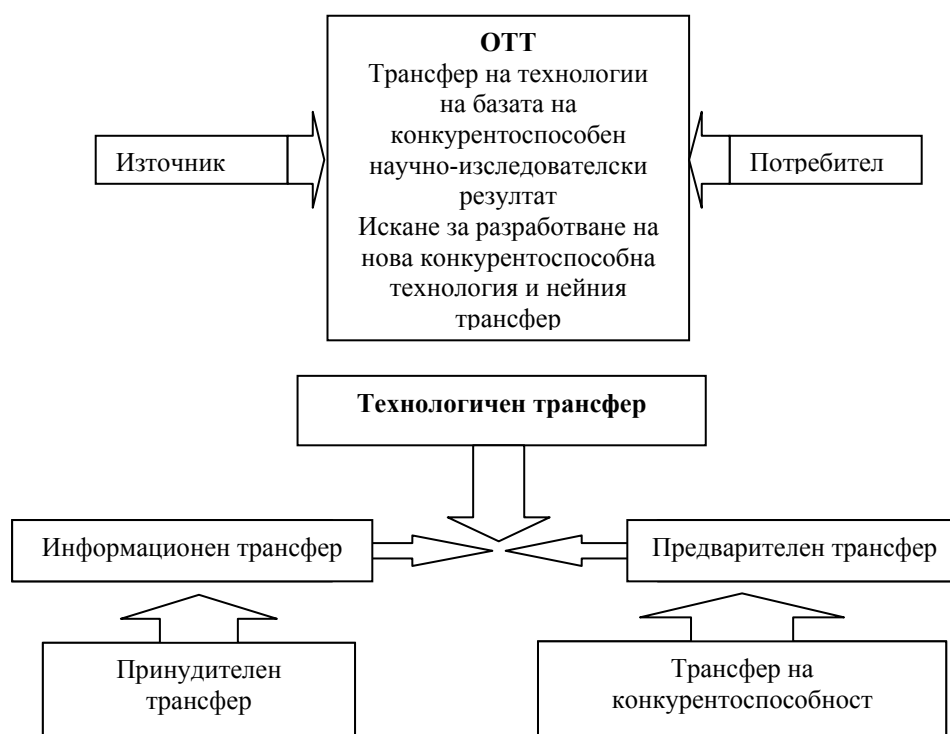 ОТТ
Трансфер на технологии
на базата на
конкурентоспособен
научно-изследователски
резултат
Искане за разработване на
нова конкурентоспособна
технология и нейния
трансфер
Източник
Потребител
Технологичен трансфер
Информационен трансфер
Предварителен трансфер
Принудителен
трансфер
Трансфер на
конкурентоспособност